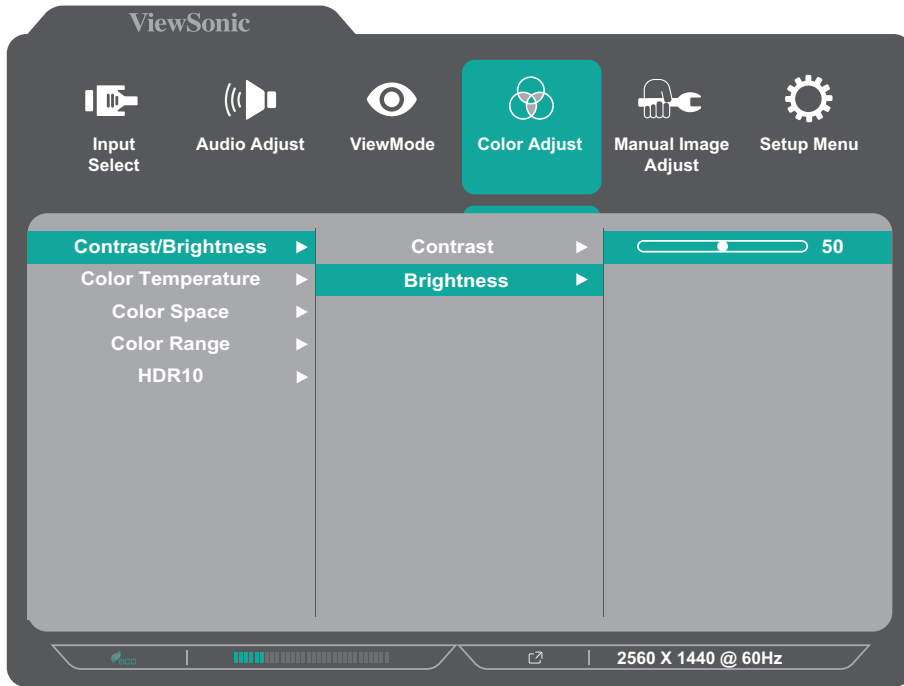 ViewSonic
Input
Select
Audio Adjust
ViewMode
Color Adjust
Manual Image
Adjust
Setup Menu
Contrast/Brightness
Contrast
50
Color Temperature
Brightness
Color Space
Color Range
HDR10
eco
2560 X 1440 @ 60Hz